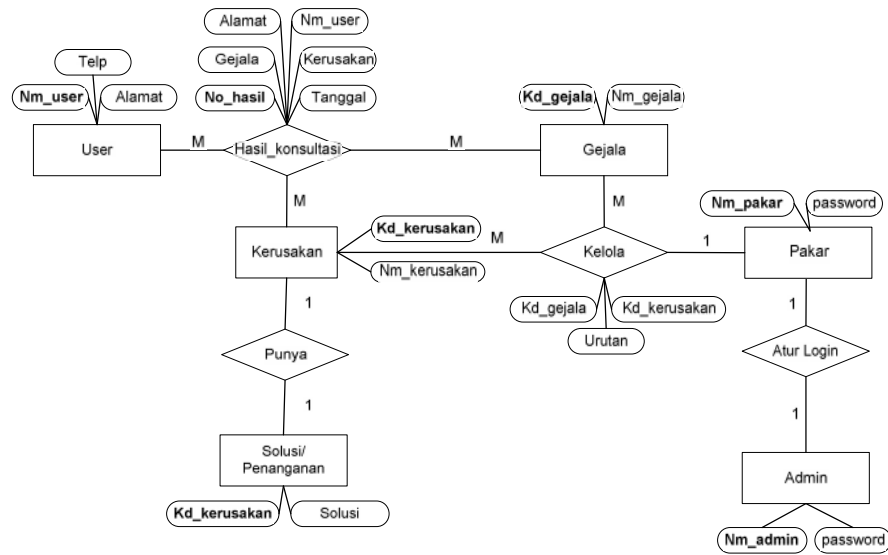 Alamat
Nm_user
Telp
Gejala
Kerusakan
Nm_user
Alamat
No_hasil
Tanggal
Kd_gejala
Nm_gejala
User
M
Hasil_konsultasi
M
Gejala
M
M
Nm_pakar
password
Kd_kerusakan
Kerusakan
M
Kelola
1
Pakar
Nm_kerusakan
1
Kd_gejala
Kd_kerusakan
1
Urutan
Punya
Atur Login
1
1
Solusi/
Penanganan
Admin
Kd_kerusakan
Solusi
Nm_admin
password